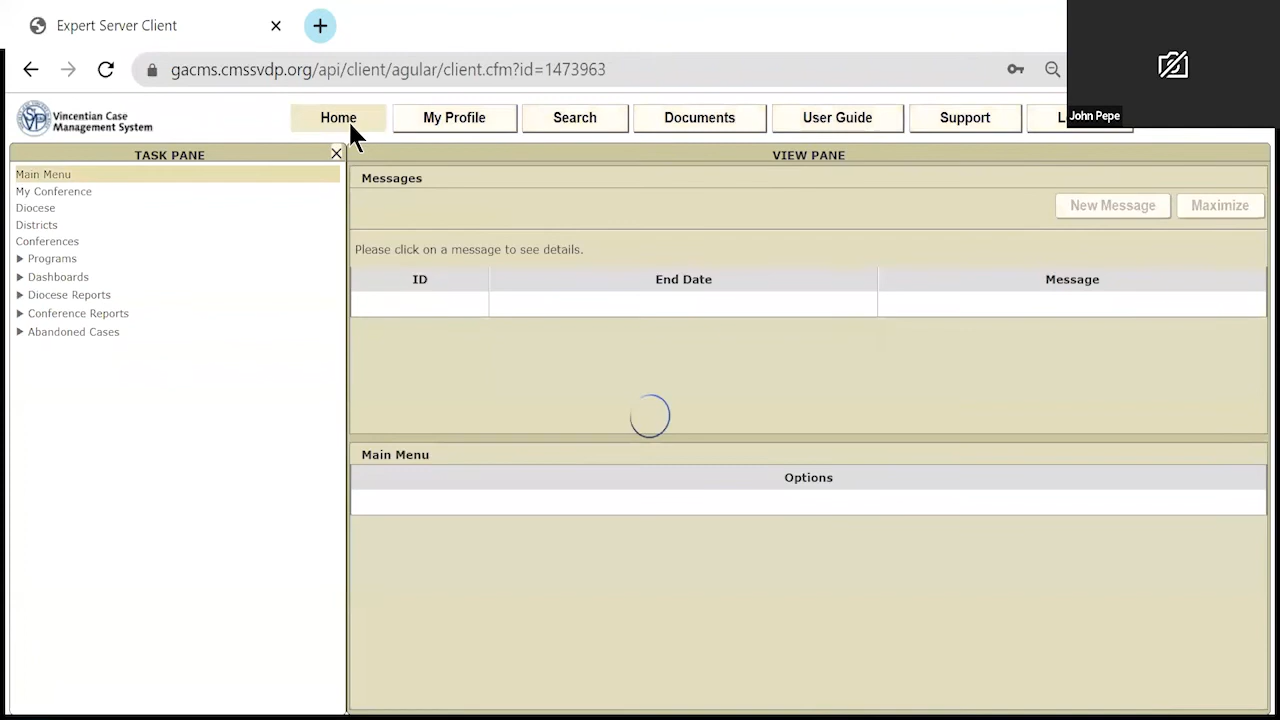 Expert Server Client
gacms.cmssvdp.org/api/client/agular/client.cfm?id=1473963
John Pepe
SVP
Vincentian Case
Management System
Home
My Profile
Search
Documents
User Guide
Support
TASK PANE
Main Menu
My Conference
Diocese
Districts
Conferences
Programs
Dashboards
Diocese Reports
Conference Reports
Abandoned Cases
VIEW PANE
Messages
New Message
Maximize
Please click on a message to see details.
ID
End Date
Message
Main Menu
Options